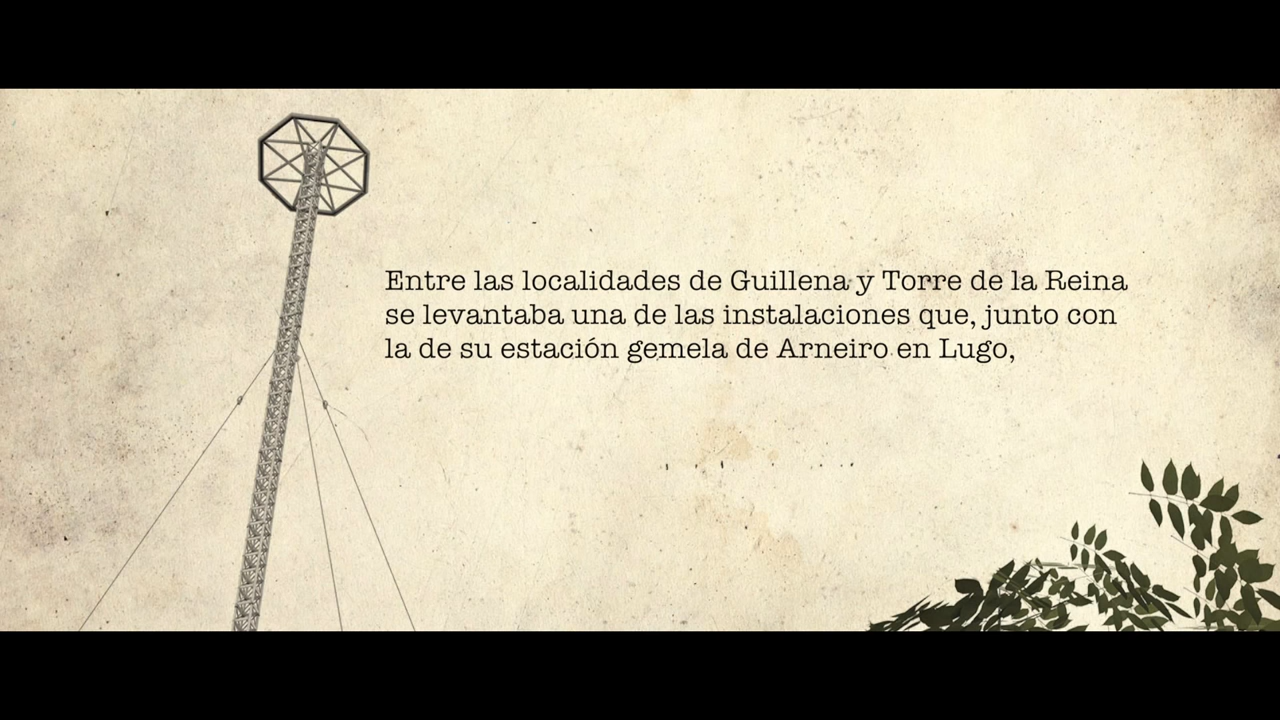 Entre las localidades de Guillena y Torre de la Reina
se levantaba una de las instalaciones que, junto con
la de su estación gemela de Arneiro en Lugo,